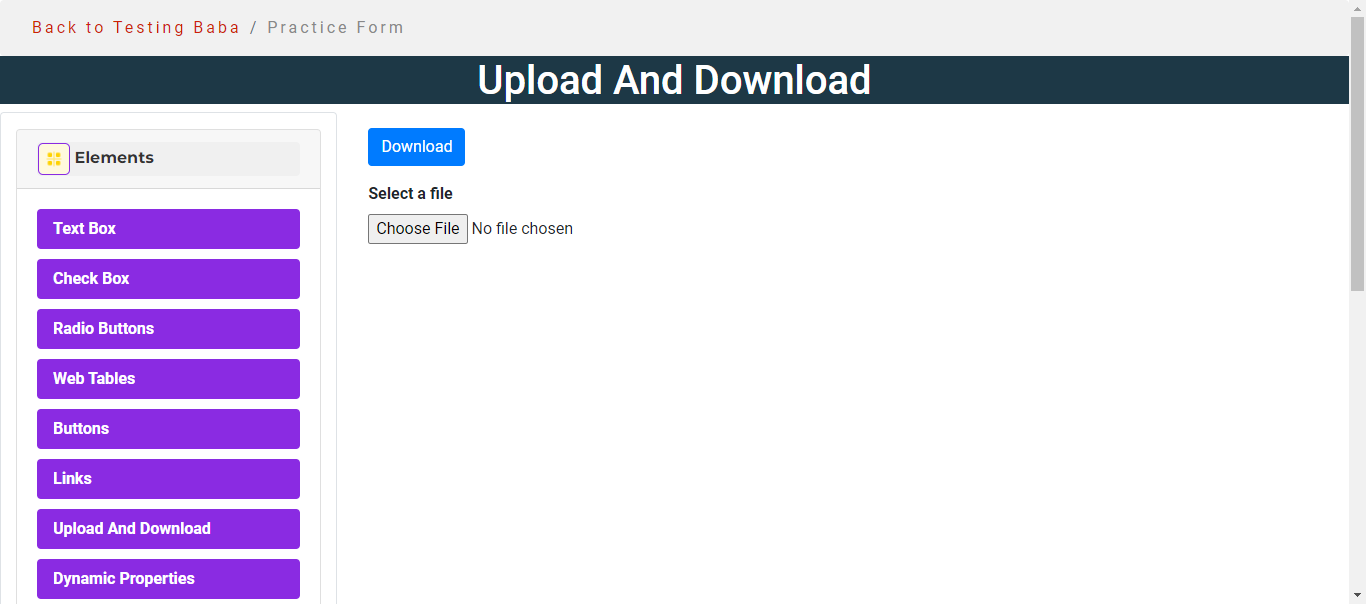 Back to Testing Baba / Practice Form
Upload And Download
Elements
Text Box
Check Box
Radio Buttons
Web Tables
Buttons
Links
Upload And Download
Dynamic Properties
Download
Select a file
Choose File No file chosen